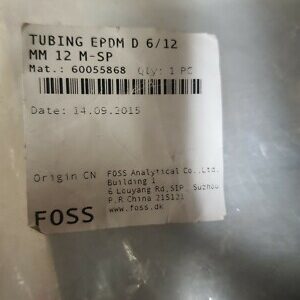 TUBING EPDM D 6/12
MM 12 M-SP
Mat.: 60055868 Qty: 1 PC
Date: 14.09.2015
Origin CN FOSS Analytical Co., Ltd.
Building 1
6 Louyang Rd, SIP, Suzhou
P.R China 215121
www.foss.dk
FOSS